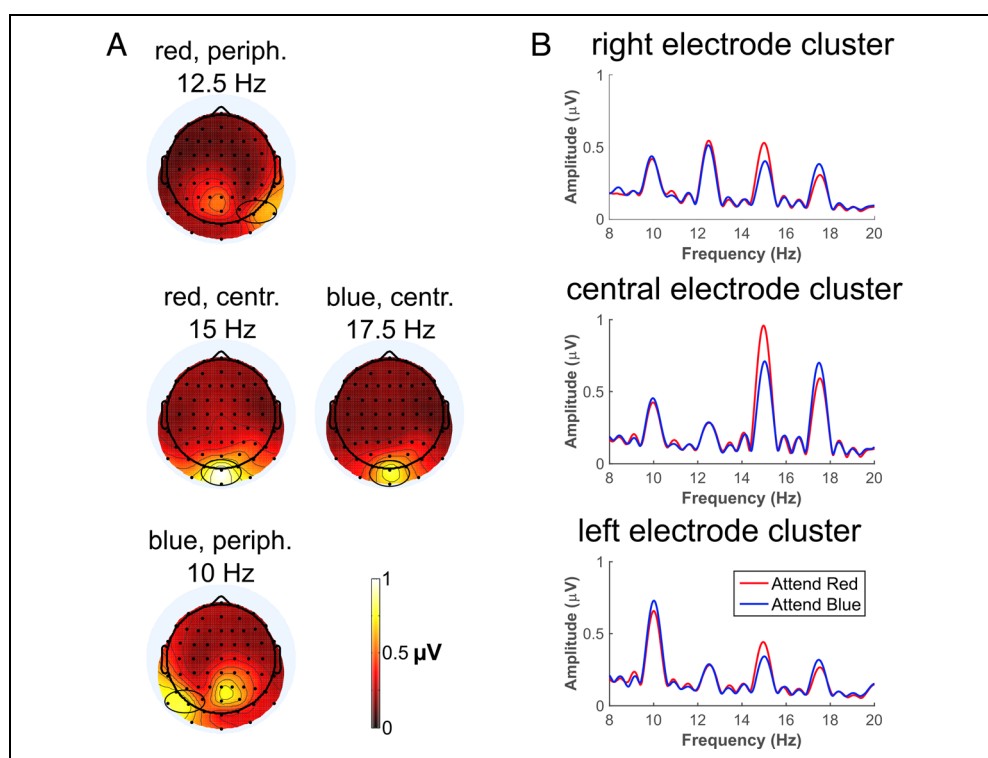 A
red, periph.
12.5 Hz
red, centr.
15 Hz
blue, centr.
17.5 Hz
blue, periph.
10 Hz
1
0.5 µV
0
B
right electrode cluster
Amplitude (µV)
1
0.5
0
8 10 12 14 16 18 20
Frequency (Hz)
central electrode cluster
Amplitude (µV)
1
0.5
0
8 10 12 14 16 18 20
Frequency (Hz)
left electrode cluster
Amplitude (µV)
1
0.5
0
Attend Red
Attend Blue
8 10 12 14 16 18 20
Frequency (Hz)